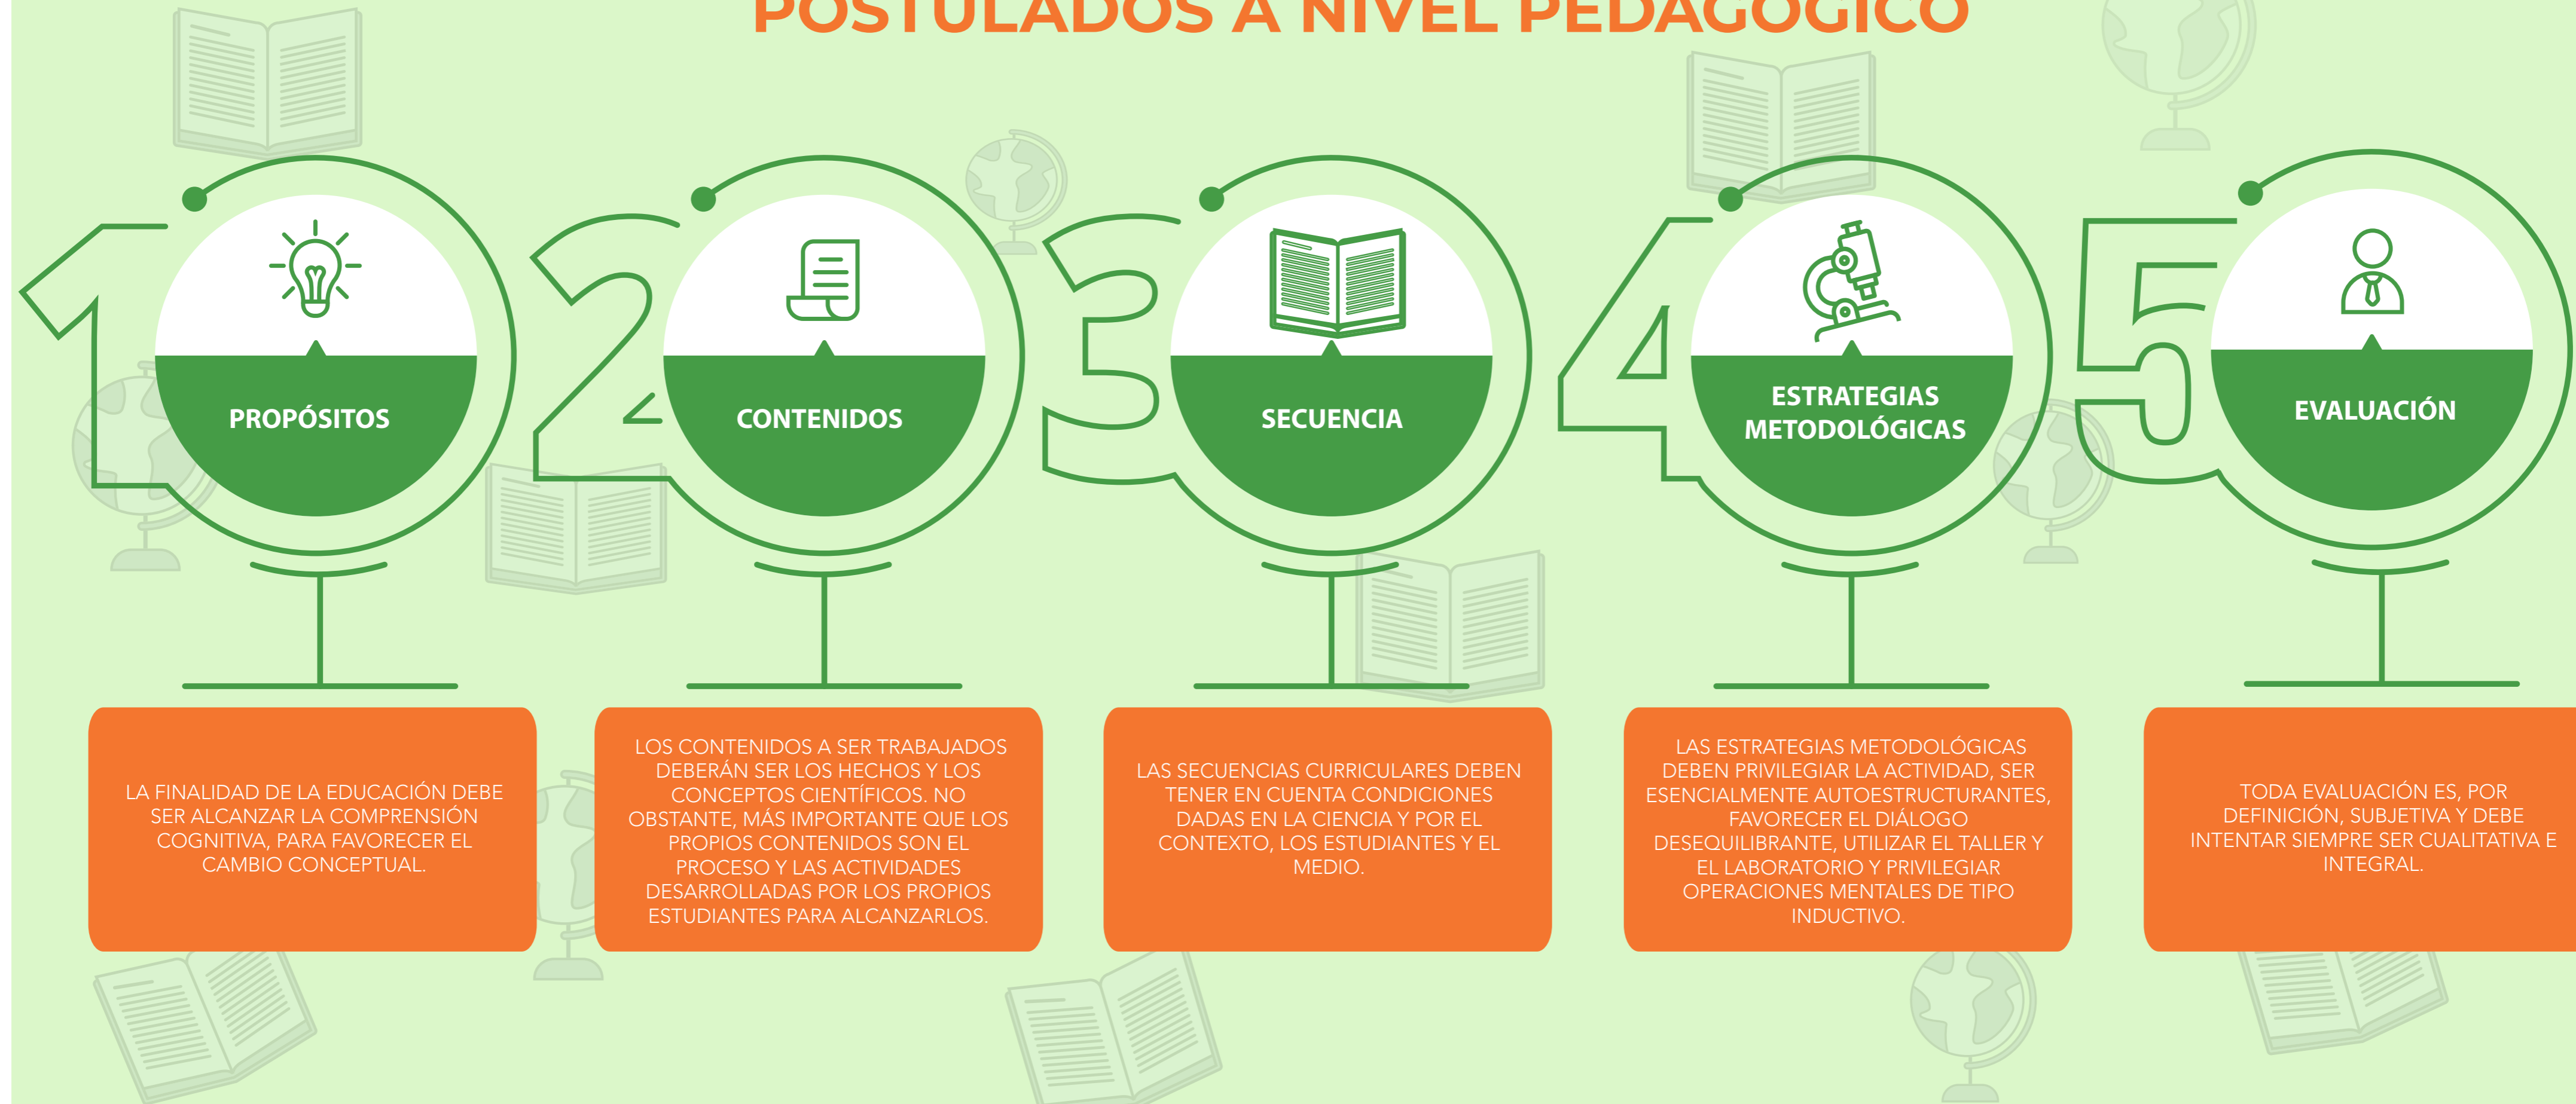 POSTULADOS A NIVEL PEDAGÓGICO
1
PROPÓSITOS
LA FINALIDAD DE LA EDUCACIÓN DEBE
SER ALCANZAR LA COMPRENSIÓN
COGNITIVA, PARA FAVORECER EL
CAMBIO CONCEPTUAL.
2
CONTENIDOS
LOS CONTENIDOS A SER TRABAJADOS
DEBERÁN SER LOS HECHOS Y LOS
CONCEPTOS CIENTÍFICOS. NO
OBSTANTE, MÁS IMPORTANTE QUE LOS
PROPIOS CONTENIDOS SON EL
PROCESO Y LAS ACTIVIDADES
DESARROLLADAS POR LOS PROPIOS
ESTUDIANTES PARA ALCANZARLOS.
3
SECUENCIA
LAS SECUENCIAS CURRICULARES DEBEN
TENER EN CUENTA CONDICIONES
DADAS EN LA CIENCIA Y POR EL
CONTEXTO, LOS ESTUDIANTES Y EL
MEDIO.
4
ESTRATEGIAS
METODOLÓGICAS
LAS ESTRATEGIAS METODOLÓGICAS
DEBEN PRIVILEGIAR LA ACTIVIDAD, SER
ESENCIALMENTE AUTOESTRUCTURANTES,
FAVORECER EL DIÁLOGO
DESEQUILIBRANTE, UTILIZAR EL TALLER Y
EL LABORATORIO Y PRIVILEGIAR
OPERACIONES MENTALES DE TIPO
INDUCTIVO.
5
EVALUACIÓN
TODA EVALUACIÓN ES, POR
DEFINICIÓN, SUBJETIVA Y DEBE
INTENTAR SIEMPRE SER CUALITATIVA E
INTEGRAL.